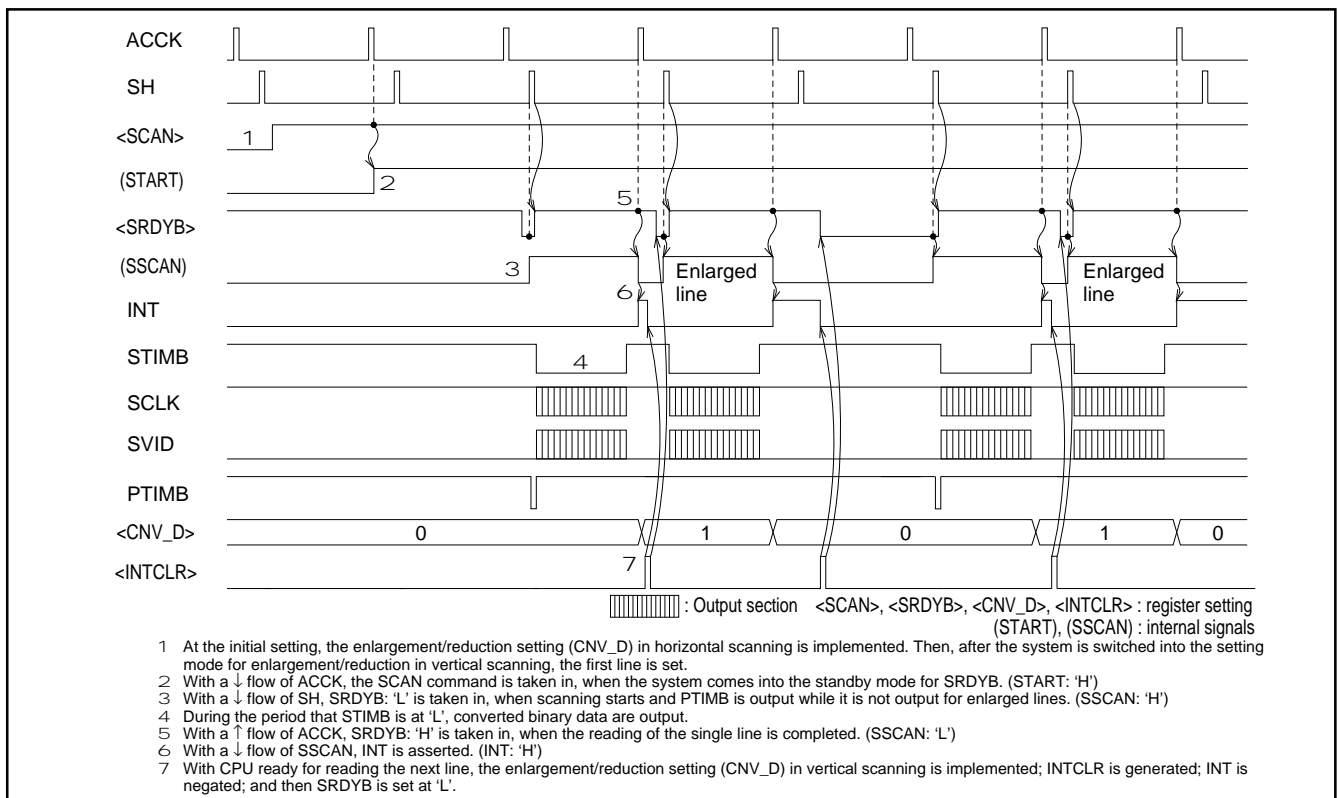 ACCK
SH
<SCAN>
1
(START)
2
5
<SRDYB>
(SSCAN)
3
Enlarged
line
Enlarged
line
6
INT
STIMB
4
SCLK
SVID
PTIMB
<CNV_D>
0
1
0
1
0
<INTCLR>
7
: Output section <SCAN>, <SRDYB>, <CNV_D>, <INTCLR> : register setting
(START), (SSCAN) : internal signals
1 At the initial setting, the enlargement/reduction setting (CNV_D) in horizontal scanning is implemented. Then, after the system is switched into the setting
mode for enlargement/reduction in vertical scanning, the first line is set.
2 With a ↓ flow of ACCK, the SCAN command is taken in, when the system comes into the standby mode for SRDYB. (START: ‘H’)
3 With a ↓ flow of SH, SRDYB: ‘L’ is taken in, when scanning starts and PTIMB is output while it is not output for enlarged lines. (SSCAN: ‘H’)
4 During the period that STIMB is at ‘L’, converted binary data are output.
5 With a ↑ flow of ACCK, SRDYB: ‘H’ is taken in, when the reading of the single line is completed. (SSCAN: ‘L’)
6 With a ↓ flow of SSCAN, INT is asserted. (INT: ‘H’)
7 With CPU ready for reading the next line, the enlargement/reduction setting (CNV_D) in vertical scanning is implemented; INTCLR is generated; INT is
negated; and then SRDYB is set at ‘L’.